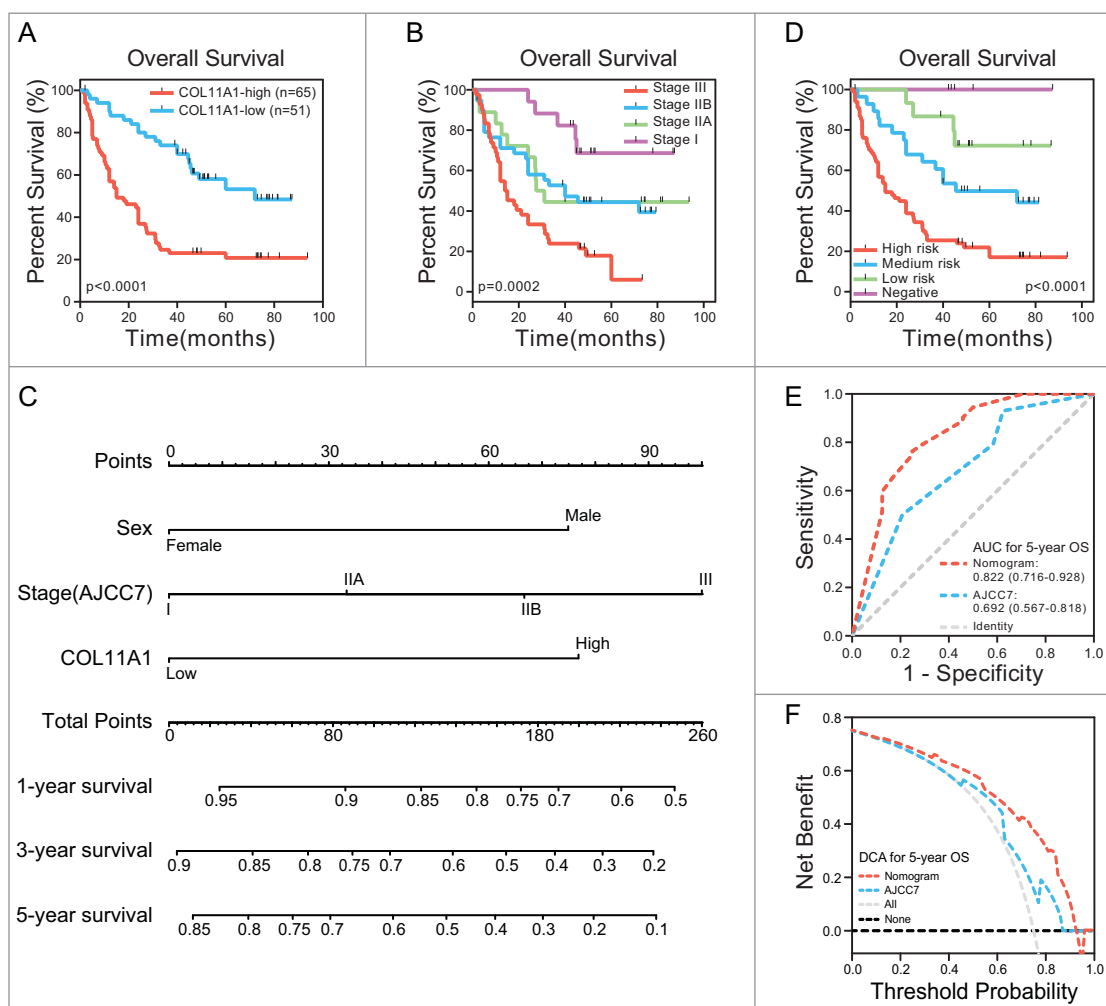 A
Overall Survival
Percent Survival (%)
100
80
60
40
20
0
COL11A1-high (n=65)
COL11A1-low (n=51)
p<0.0001
0 20 40 60 80 100
Time(months)
B
Overall Survival
Percent Survival (%)
100
80
60
40
20
0
Stage III
Stage IIB
Stage IIA
Stage I
p=0.0002
0 20 40 60 80 100
Time(months)
D
Overall Survival
Percent Survival (%)
100
80
60
40
20
0
High risk
Medium risk
Low risk
Negative
p<0.0001
0 20 40 60 80 100
Time(months)
C
Points
0 30 60 90
Sex
Male
Female
Stage(AJCC7)
IIA III
I IIB
COL11A1
High
Low
Total Points
0 80 180 260
1-year survival
0.95 0.9 0.85 0.8 0.75 0.7 0.6 0.5
3-year survival
0.9 0.85 0.8 0.75 0.7 0.6 0.5 0.4 0.3 0.2
5-year survival
0.85 0.8 0.75 0.7 0.6 0.5 0.4 0.3 0.2 0.1
E
Sensitivity
1.0
0.8
0.6
0.4
0.2
0.0
AUC for 5-year OS
Nomogram:
0.822 (0.716-0.928)
AJCC7:
0.692 (0.567-0.818)
Identity
0.0 0.2 0.4 0.6 0.8 1.0
1 - Specificity
F
Net Benefit
0.8
0.6
0.4
0.2
0.0
DCA for 5-year OS
Nomogram
AJCC7
All
None
0.0 0.2 0.4 0.6 0.8 1.0
Threshold Probability